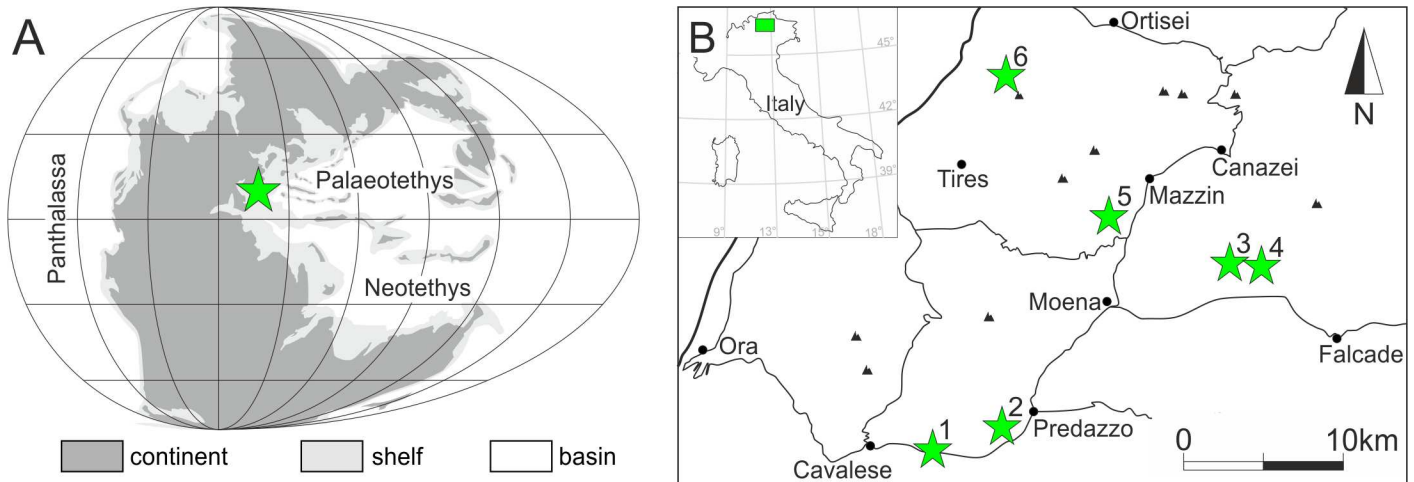 A
Panthalassa
Palaeotethys
Neotethys
continent
shelf
basin
B
Italy
45°
42°
39°
9°
13°
15°
18°
Ortisei
6
N
Canazei
Tires
Mazzin
5
3
4
Moena
Ora
Falcade
2
1
Predazzo
Cavalese
0
10km